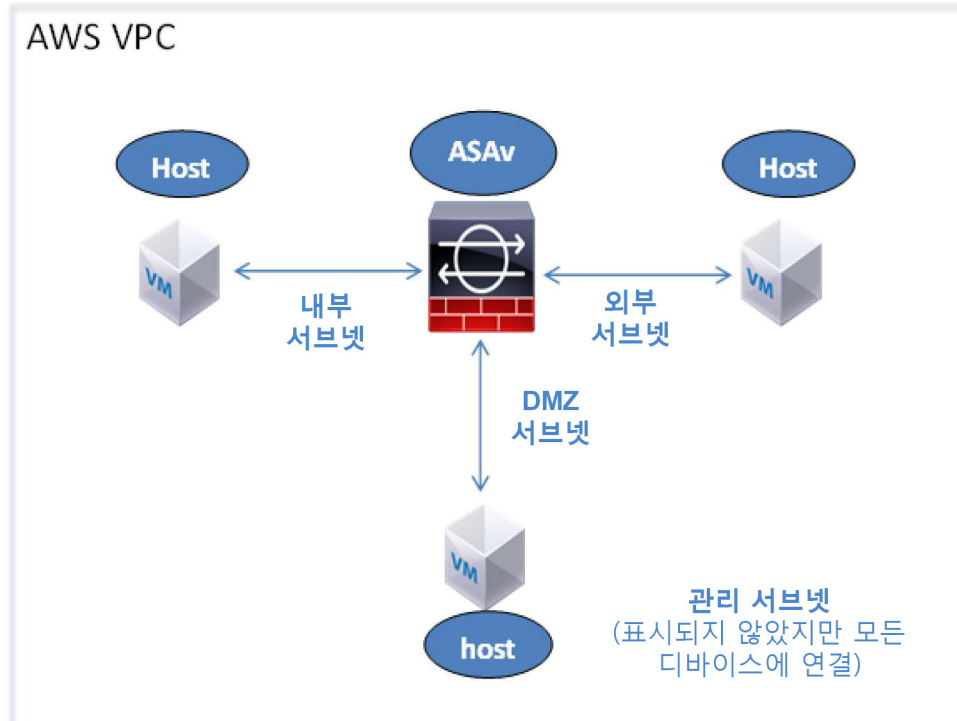 AWS VPC
Host
ASAv
Host
VM
VM
내부
서브넷
외부
서브넷
DMZ
서브넷
VM
host
관리 서브넷
(표시되지 않았지만 모든
디바이스에 연결)